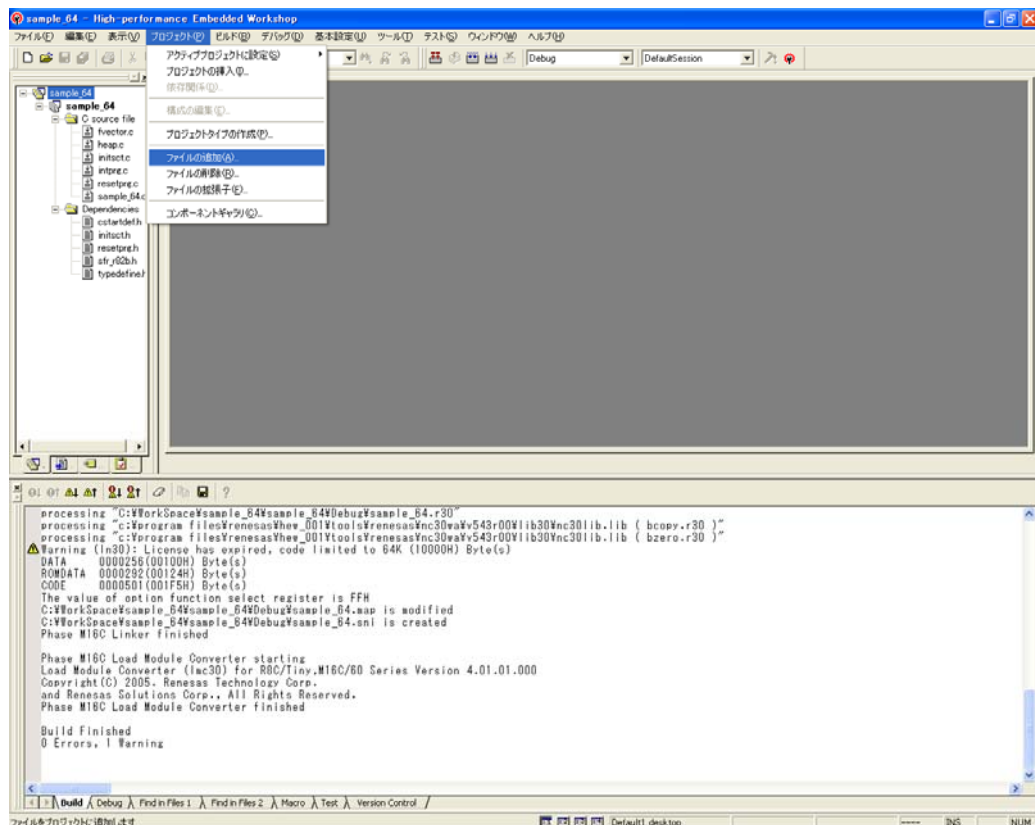 sample_64 - High-performance Embedded Workshop
ファイル(F) 編集(E) 表示(V) プロジェクト(P) ビルド(B) デバッグ(D) 基本設定(U) ツール(T) テスト(S) ウィンドウ(W) ヘルプ(H)
Debug DefaultSession
アクティブプロジェクトに設定(S)
プロジェクトの挿入(I)...
依存関係(D)...
構成の編集(E)...
プロジェクトタイプの作成(P)...
ファイルの追加(A)...
ファイルの削除(R)...
ファイルの拡張子(E)...
コンポーネントギャラリ(G)...
sample_64
sample_64
C source file
fvector.c
heap.c
initsct.c
intprg.c
resetprg.c
sample_64.c
Dependencies
cstartdef.h
initsct.h
resetprg.h
sfr_r82b.h
typedefine.h
processing "C:¥WorkSpace¥sample_64¥sample_64¥Debug¥sample_64.r30"
processing "c:¥program files¥renesas¥hew_001¥tools¥renesas¥nc30wa¥v543r00¥lib30¥nc30lib.lib ( bcopy.r30 )"
processing "c:¥program files¥renesas¥hew_001¥tools¥renesas¥nc30wa¥v543r00¥lib30¥nc30lib.lib ( bzero.r30 )"
Warning (ln30): License has expired, code limited to 64K (10000H) Byte(s)
DATA 0000256(00100H) Byte(s)
ROMDATA 0000292(00124H) Byte(s)
CODE 0000501(001F5H) Byte(s)
The value of option function select register is FFH
C:¥WorkSpace¥sample_64¥sample_64¥Debug¥sample_64.map is modified
C:¥WorkSpace¥sample_64¥sample_64¥Debug¥sample_64.sni is created
Phase M16C Linker finished
Phase M16C Load Module Converter starting
Load Module Converter (lmc30) for R8C/Tiny,M16C/60 Series Version 4.01.01.000
Copyright(C) 2005. Renesas Technology Corp.
and Renesas Solutions Corp., All Rights Reserved.
Phase M16C Load Module Converter finished
Build Finished
0 Errors, 1 Warning
Build Debug Find in Files 1 Find in Files 2 Macro Test Version Control
ファイルをプロジェクトに追加します Default1 desktop ---- INS NUM